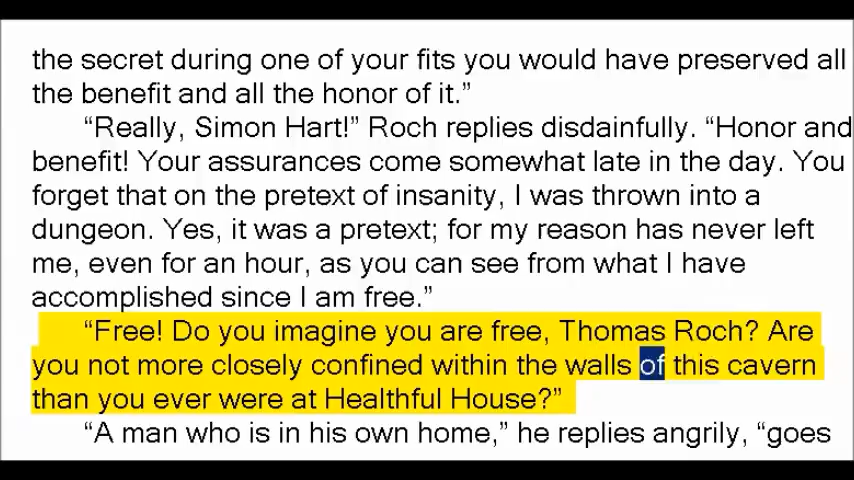 the secret during one of your fits you would have preserved all
the benefit and all the honor of it.”
“Really, Simon Hart!” Roch replies disdainfully. “Honor and
benefit! Your assurances come somewhat late in the day. You
forget that on the pretext of insanity, I was thrown into a
dungeon. Yes, it was a pretext; for my reason has never left
me, even for an hour, as you can see from what I have
accomplished since I am free.”
“Free! Do you imagine you are free, Thomas Roch? Are
you not more closely confined within the walls of this cavern
than you ever were at Healthful House?”
“A man who is in his own home,” he replies angrily, “goes